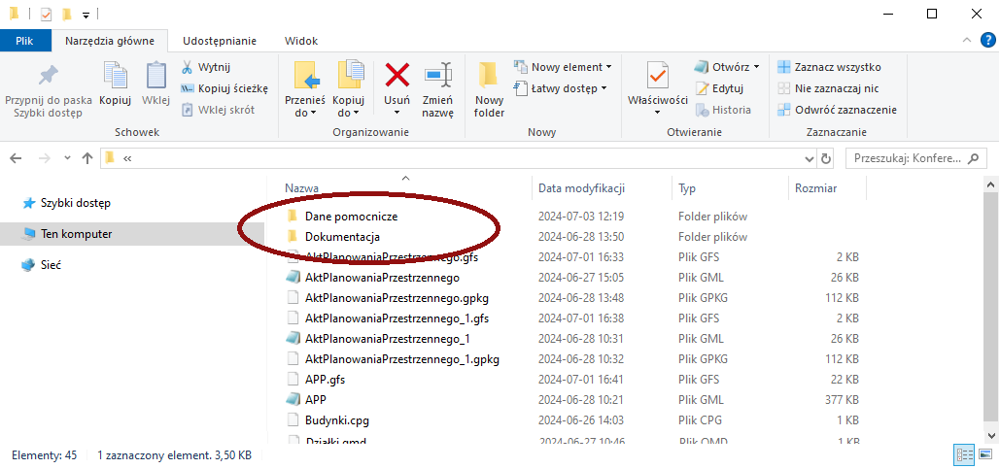 Plik Narzędzia główne Udostępnianie Widok
Przypnij do paska Szybki dostęp
Kopiuj
Wklej
Wytnij
Kopiuj ścieżkę
Wklej skrót
Schowek
Przenieś do
Kopiuj do
Usuń
Zmień nazwę
Organizowanie
Nowy folder
Nowy element
Łatwy dostęp
Nowy
Właściwości
Otwórz
Edytuj
Historia
Otwieranie
Zaznacz wszystko
Nie zaznaczaj nic
Odwróć zaznaczenie
Zaznaczanie
«
Przeszukaj: Konfere...
Szybki dostęp
Ten komputer
Sieć
Nazwa Data modyfikacji Typ Rozmiar
Dane pomocnicze 2024-07-03 12:19 Folder plików
Dokumentacja 2024-06-28 13:50 Folder plików
AktPlanowaniaPrzestrzennego.gfs 2024-07-01 16:33 Plik GFS 2 KB
AktPlanowaniaPrzestrzennego 2024-06-27 15:05 Plik GML 26 KB
AktPlanowaniaPrzestrzennego.gpkg 2024-06-28 13:48 Plik GPKG 112 KB
AktPlanowaniaPrzestrzennego_1.gfs 2024-07-01 16:38 Plik GFS 2 KB
AktPlanowaniaPrzestrzennego_1 2024-06-28 10:31 Plik GML 26 KB
AktPlanowaniaPrzestrzennego_1.gpkg 2024-06-28 10:32 Plik GPKG 112 KB
APP.gfs 2024-07-01 16:41 Plik GFS 22 KB
APP 2024-06-28 10:21 Plik GML 377 KB
Budynki.cpg 2024-06-26 14:03 Plik CPG 1 KB
Działki.qmd 2024-06-27 10:46 Plik QMD 1 KB
Elementy: 45 1 zaznaczony element. 3,50 KB